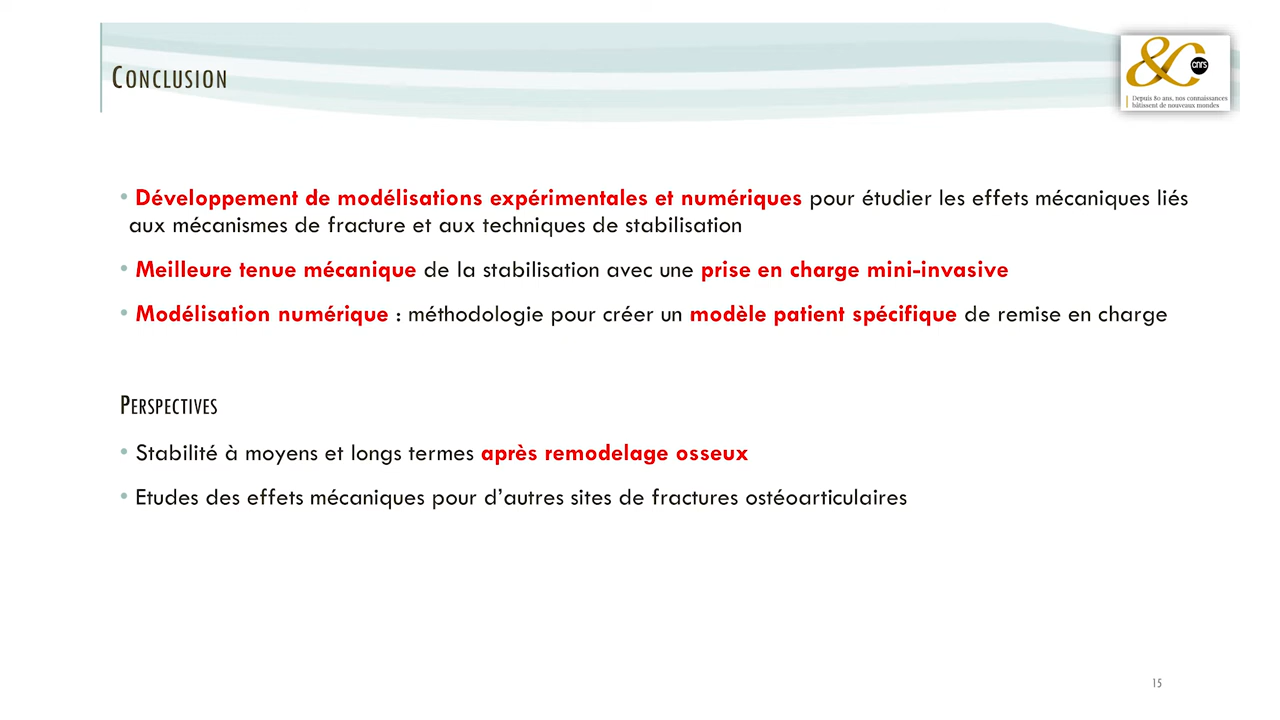 CONCLUSION
&
cnrs
Depuis 80 ans, nos connaissances
bâtissent de nouveaux mondes
• Développement de modélisations expérimentales et numériques pour étudier les effets mécaniques liés
aux mécanismes de fracture et aux techniques de stabilisation
• Meilleure tenue mécanique de la stabilisation avec une prise en charge mini-invasive
• Modélisation numérique : méthodologie pour créer un modèle patient spécifique de remise en charge
PERSPECTIVES
• Stabilité à moyens et longs termes après remodelage osseux
• Etudes des effets mécaniques pour d’autres sites de fractures ostéoarticulaires
15